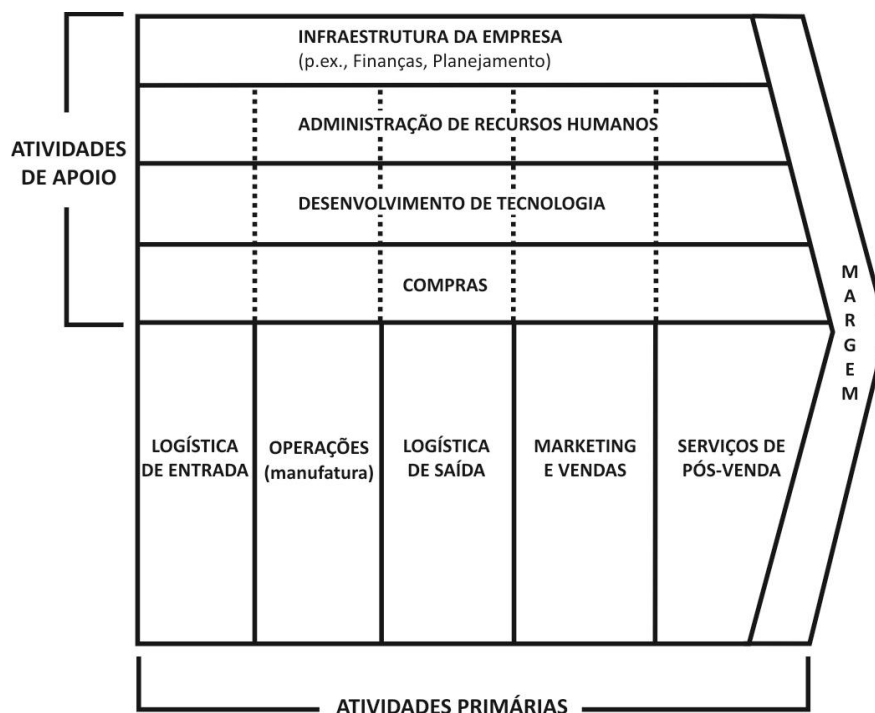 INFRAESTRUTURA DA EMPRESA
(p.ex., Finanças, Planejamento)
ADMINISTRAÇÃO DE RECURSOS HUMANOS
ATIVIDADES
DE APOIO
DESENVOLVIMENTO DE TECNOLOGIA
COMPRAS
MARGEM
LOGÍSTICA
DE ENTRADA
OPERAÇÕES
(manufatura)
LOGÍSTICA
DE SAÍDA
MARKETING
E VENDAS
SERVIÇOS DE
PÓS-VENDA
ATIVIDADES PRIMÁRIAS